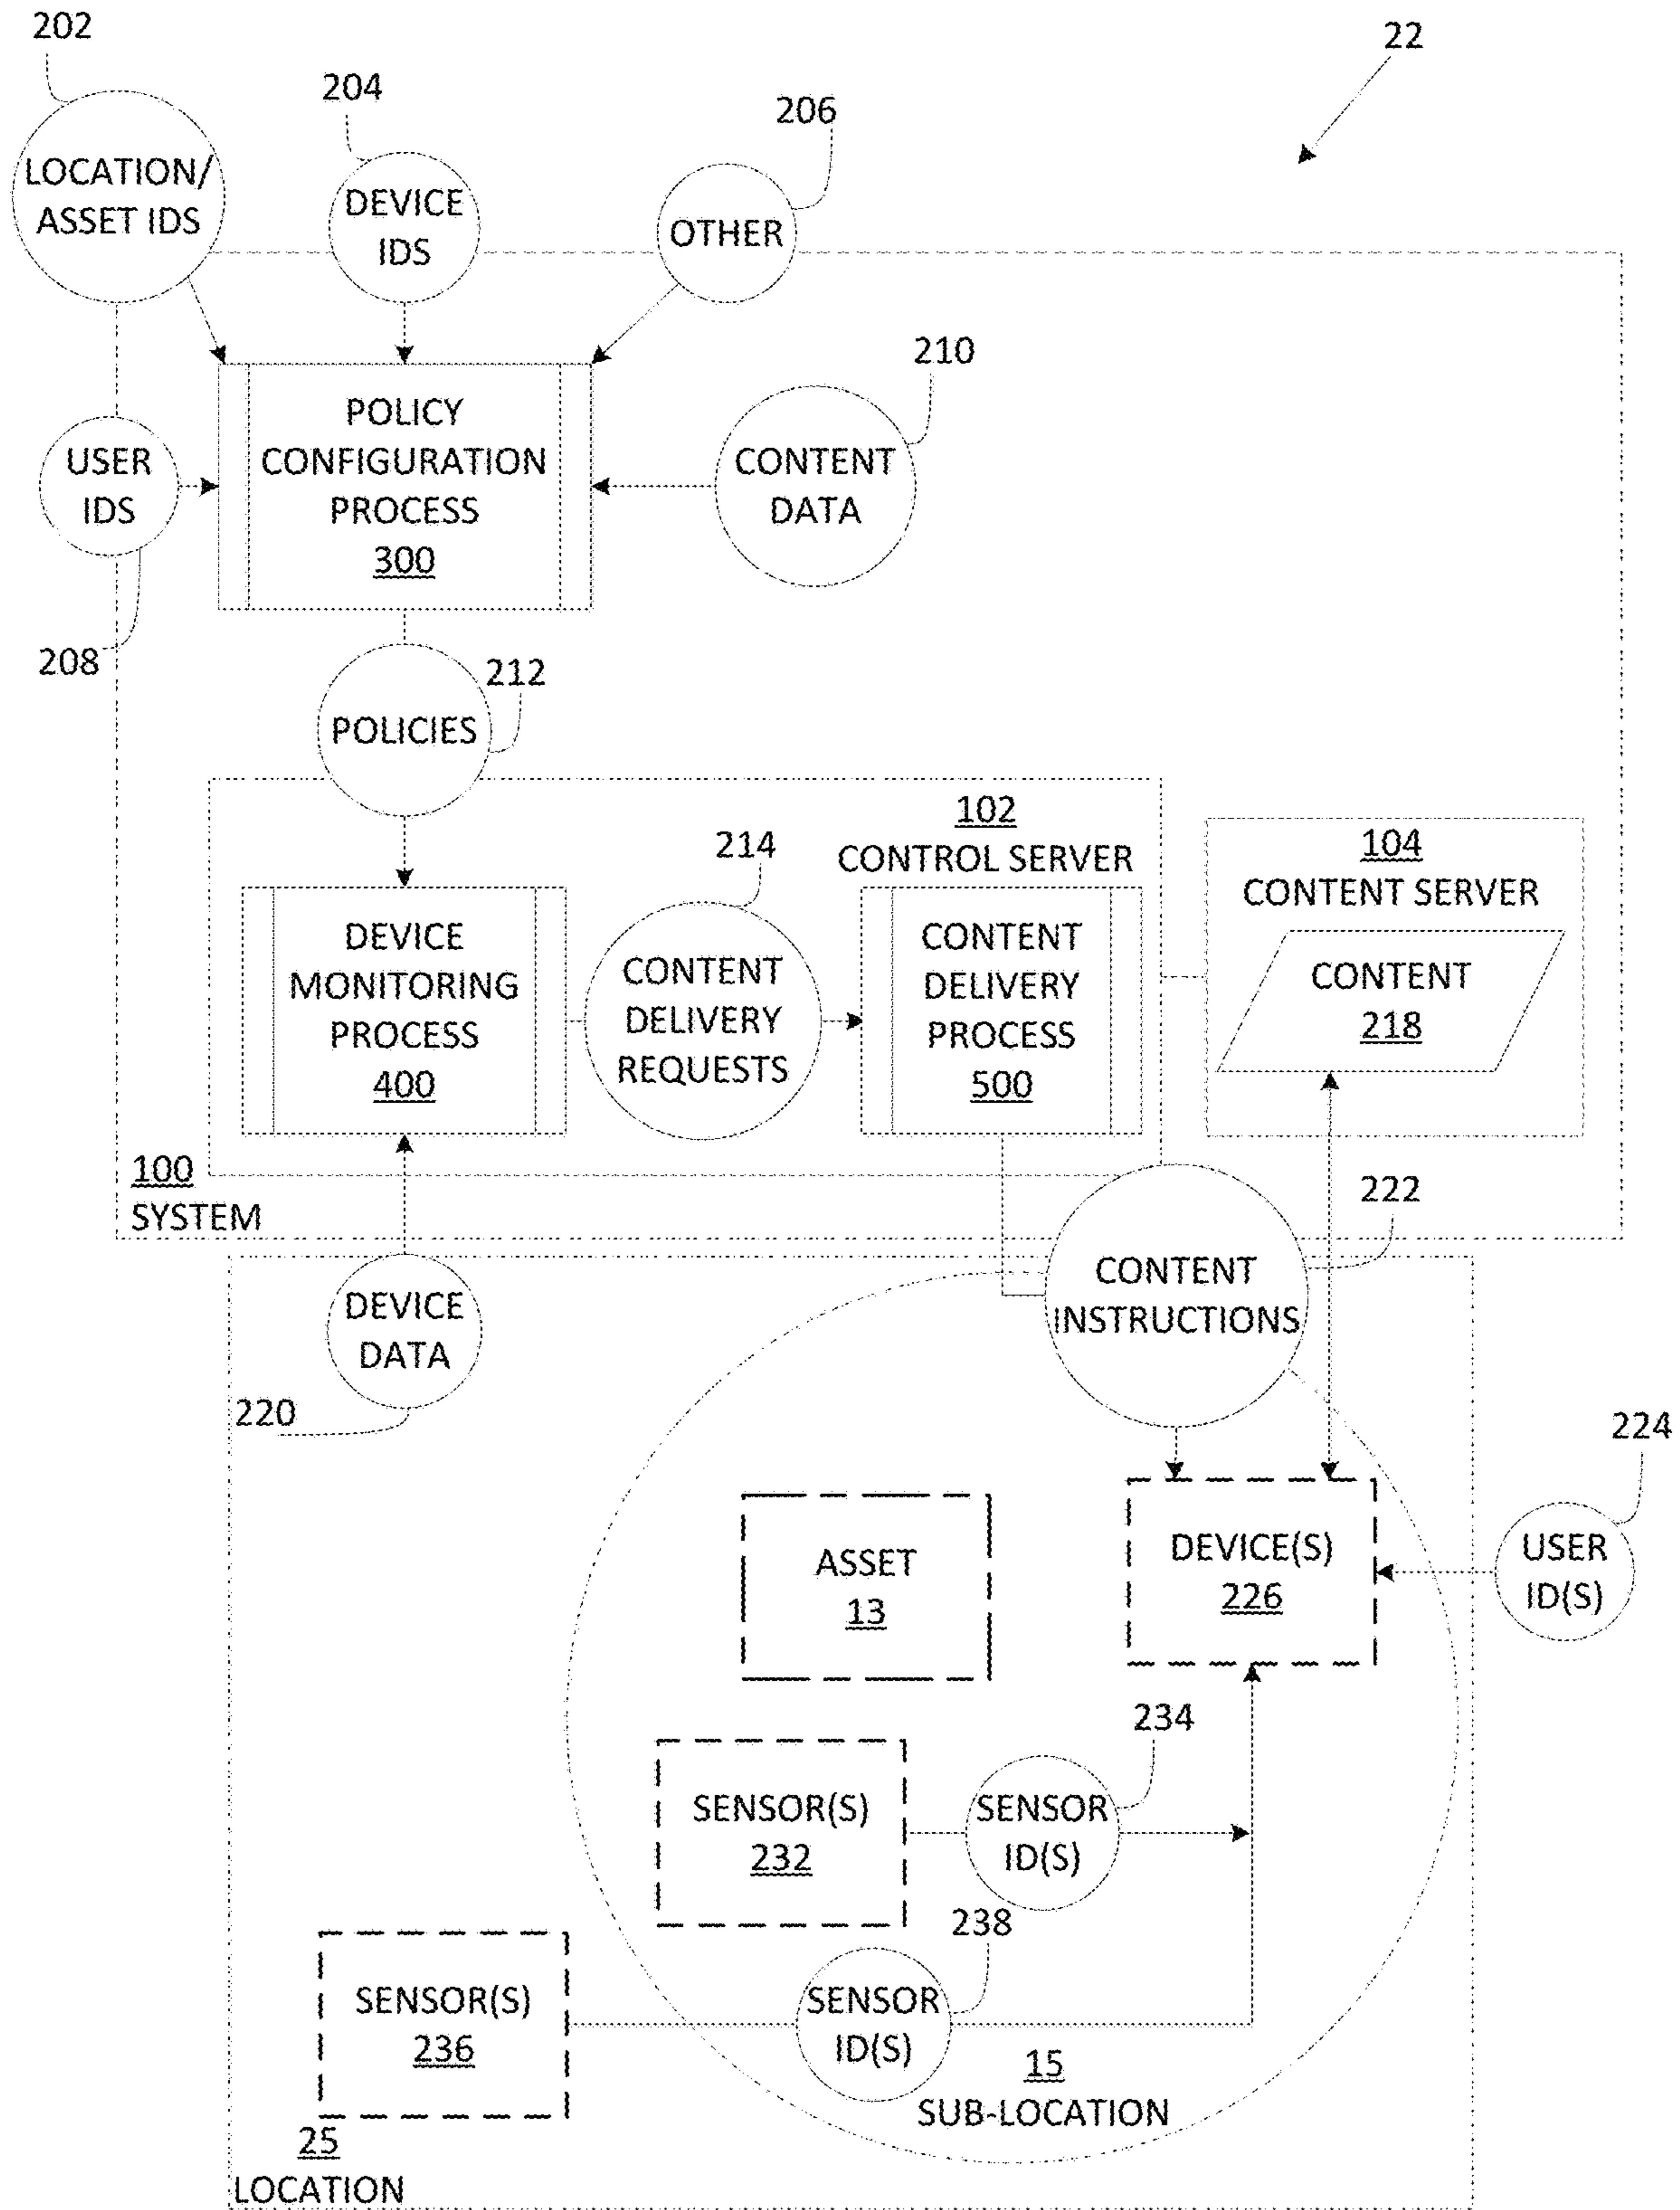 202
22
204
206
LOCATION/
ASSET IDS
DEVICE
IDS
OTHER
210
POLICY
CONFIGURATION
PROCESS
300
USER
IDS
CONTENT
DATA
208
212
POLICIES
102
CONTROL SERVER
214
104
CONTENT SERVER
DEVICE
MONITORING
PROCESS
400
CONTENT
DELIVERY
REQUESTS
CONTENT
DELIVERY
PROCESS
500
CONTENT
218
100
SYSTEM
222
CONTENT
INSTRUCTIONS
DEVICE
DATA
220
224
ASSET
13
DEVICE(S)
226
USER
ID(S)
234
SENSOR(S)
232
SENSOR
ID(S)
238
SENSOR(S)
236
SENSOR
ID(S)
15
SUB-LOCATION
25
LOCATION